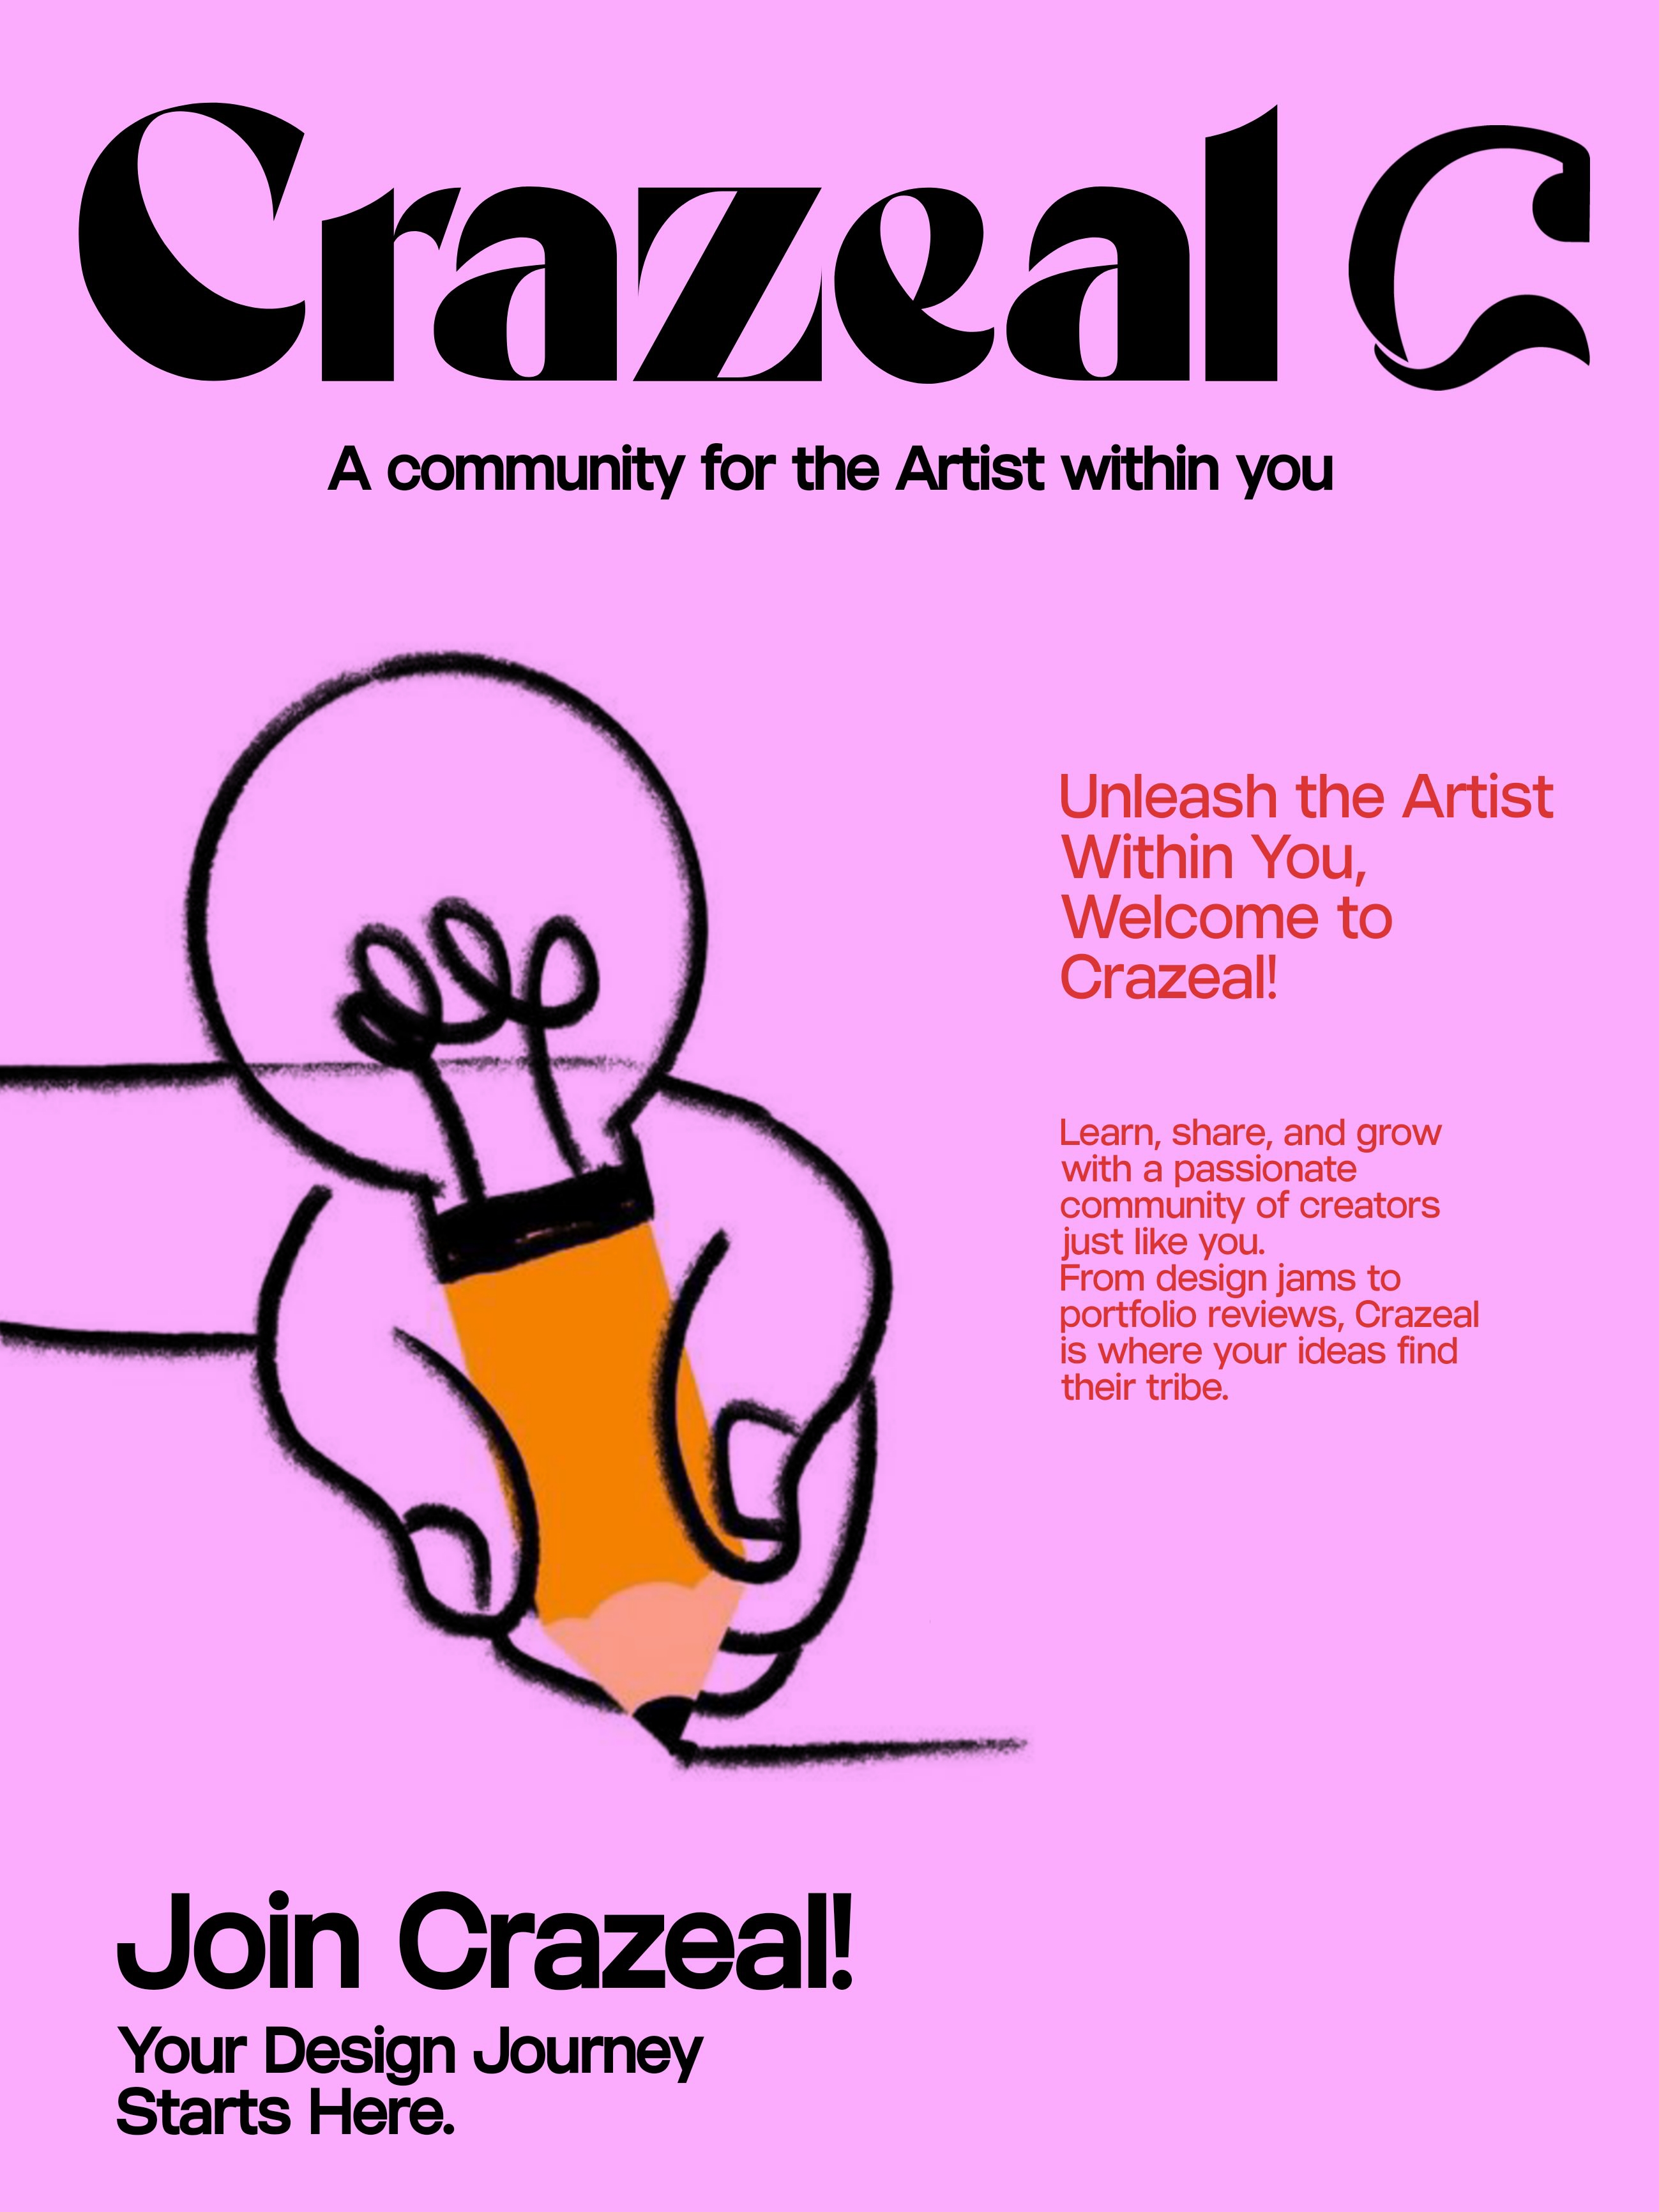 Crazeal C
A community for the Artist within you
Unleash the Artist
Within You,
Welcome to
Crazeal!
Learn, share, and grow
with a passionate
community of creators
just like you.
From design jams to
portfolio reviews, Crazeal
is where your ideas find
their tribe.
Join Crazeal!
Your Design Journey
Starts Here.